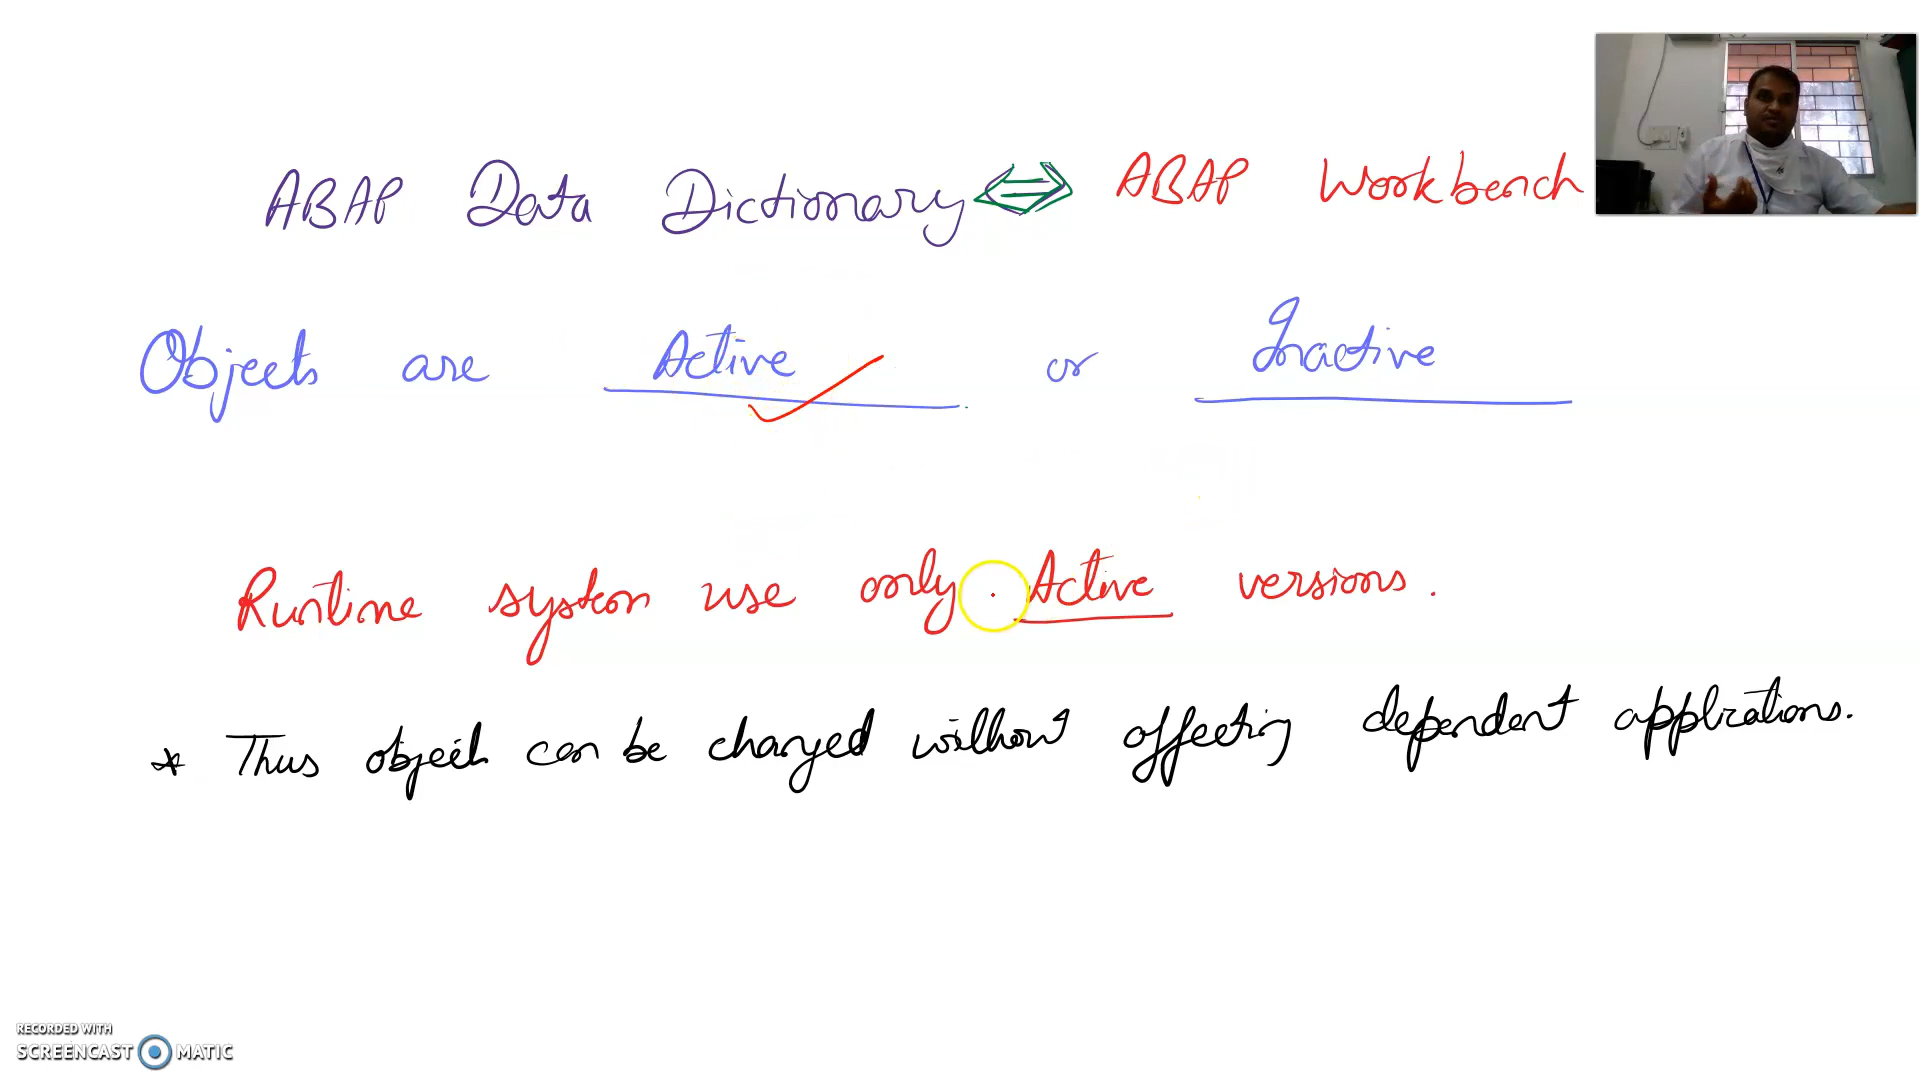 ABAP Data Dictionary ⇔ ABAP Workbench
Objects are Active or Inactive
Runtime system use only Active versions.
* Thus object can be changed without affecting dependent applications.
RECORDED WITH
SCREENCAST MATIC